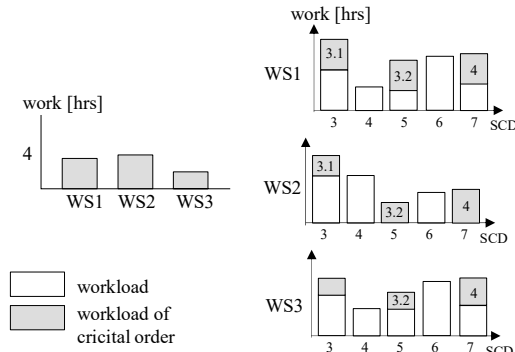 work [hrs]
4
WS1 WS2 WS3
workload
workload of
cricital order
work [hrs]
WS1
3.1
3.2
4
3 4 5 6 7 SCD
WS2
3.1
3.2
4
3 4 5 6 7 SCD
WS3
3.2
4
3 4 5 6 7 SCD